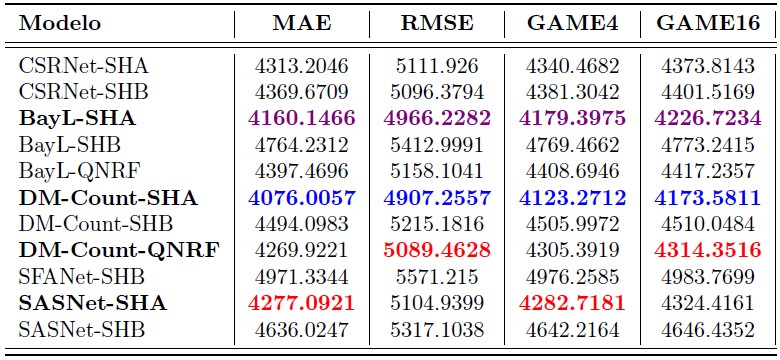 Modelo MAE RMSE GAME4 GAME16
CSRNet-SHA 4313.2046 5111.926 4340.4682 4373.8143
CSRNet-SHB 4369.6709 5096.3794 4381.3042 4401.5169
BayL-SHA 4160.1466 4966.2282 4179.3975 4226.7234
BayL-SHB 4764.2312 5412.9991 4769.4662 4773.2415
BayL-QNRF 4397.4696 5158.1041 4408.6946 4417.2357
DM-Count-SHA 4076.0057 4907.2557 4123.2712 4173.5811
DM-Count-SHB 4494.0983 5215.1816 4505.9972 4510.0484
DM-Count-QNRF 4269.9221 5089.4628 4305.3919 4314.3516
SFANet-SHB 4971.3344 5571.215 4976.2585 4983.7699
SASNet-SHA 4277.0921 5104.9399 4282.7181 4324.4161
SASNet-SHB 4636.0247 5317.1038 4642.2164 4646.4352